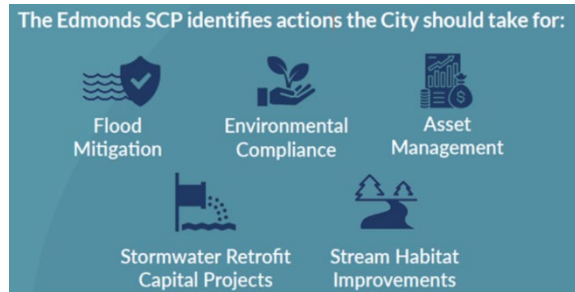 The Edmonds SCP identifies actions the City should take for:
Flood
Mitigation
Environmental
Compliance
Asset
Management
Stormwater Retrofit
Capital Projects
Stream Habitat
Improvements